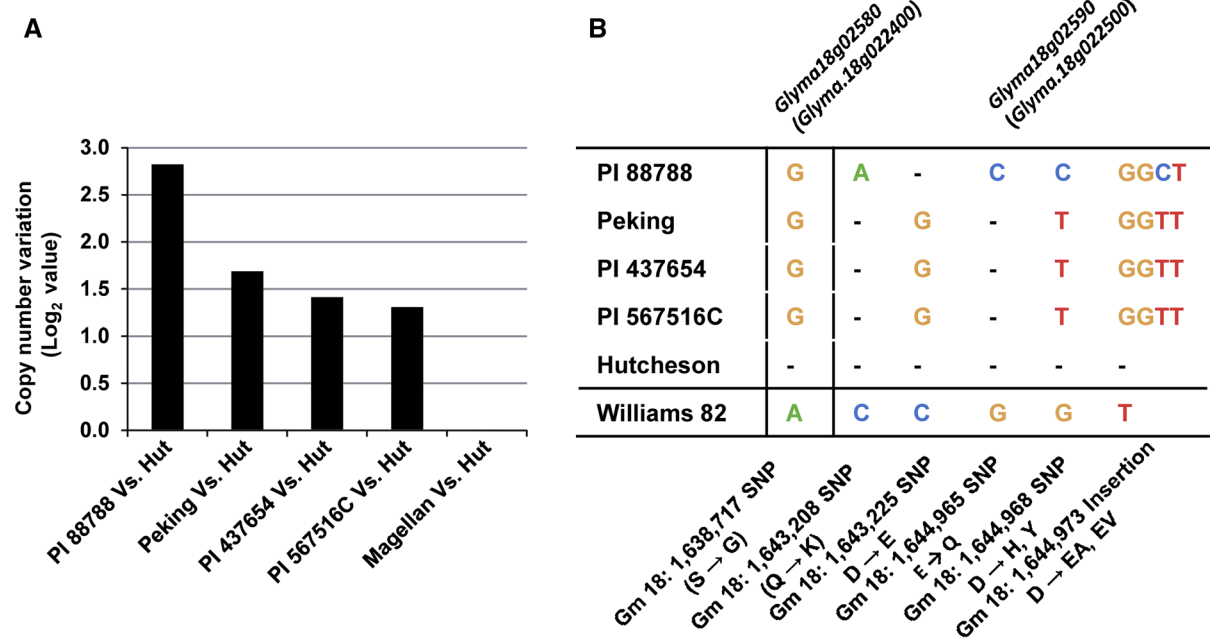 A
Copy number variation
(Log2 value)
3.0
2.5
2.0
1.5
1.0
0.5
0.0
PI 88788 Vs. Hut
Peking Vs. Hut
PI 437654 Vs. Hut
PI 567516C Vs. Hut
Magellan Vs. Hut
B
Glyma18g02580
(Glyma.18g022400)
Glyma18g02590
(Glyma.18g022500)
PI 88788 G A - C C GGCT
Peking G - G - T GGTT
PI 437654 G - G - T GGTT
PI 567516C G - G - T GGTT
Hutcheson - - - - - -
Williams 82 A C C G G T
Gm 18: 1,638,717 SNP
(S → G)
Gm 18: 1,643,208 SNP
(Q → K)
Gm 18: 1,643,225 SNP
D → E
Gm 18: 1,644,965 SNP
E → Q
Gm 18: 1,644,968 SNP
D → H, Y
Gm 18: 1,644,973 Insertion
D → EA, EV